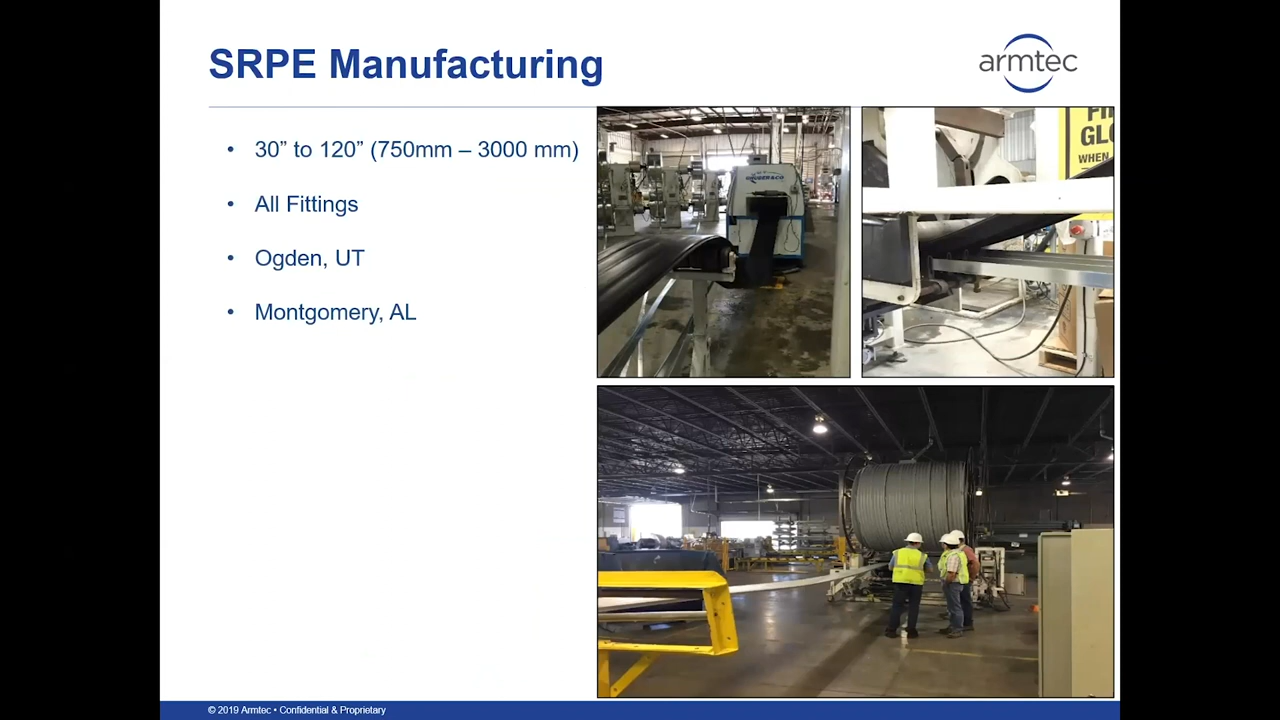 SRPE Manufacturing
armtec
• 30” to 120” (750mm – 3000 mm)
• All Fittings
• Ogden, UT
• Montgomery, AL
WHEN
© 2019 Armtec • Confidential & Proprietary